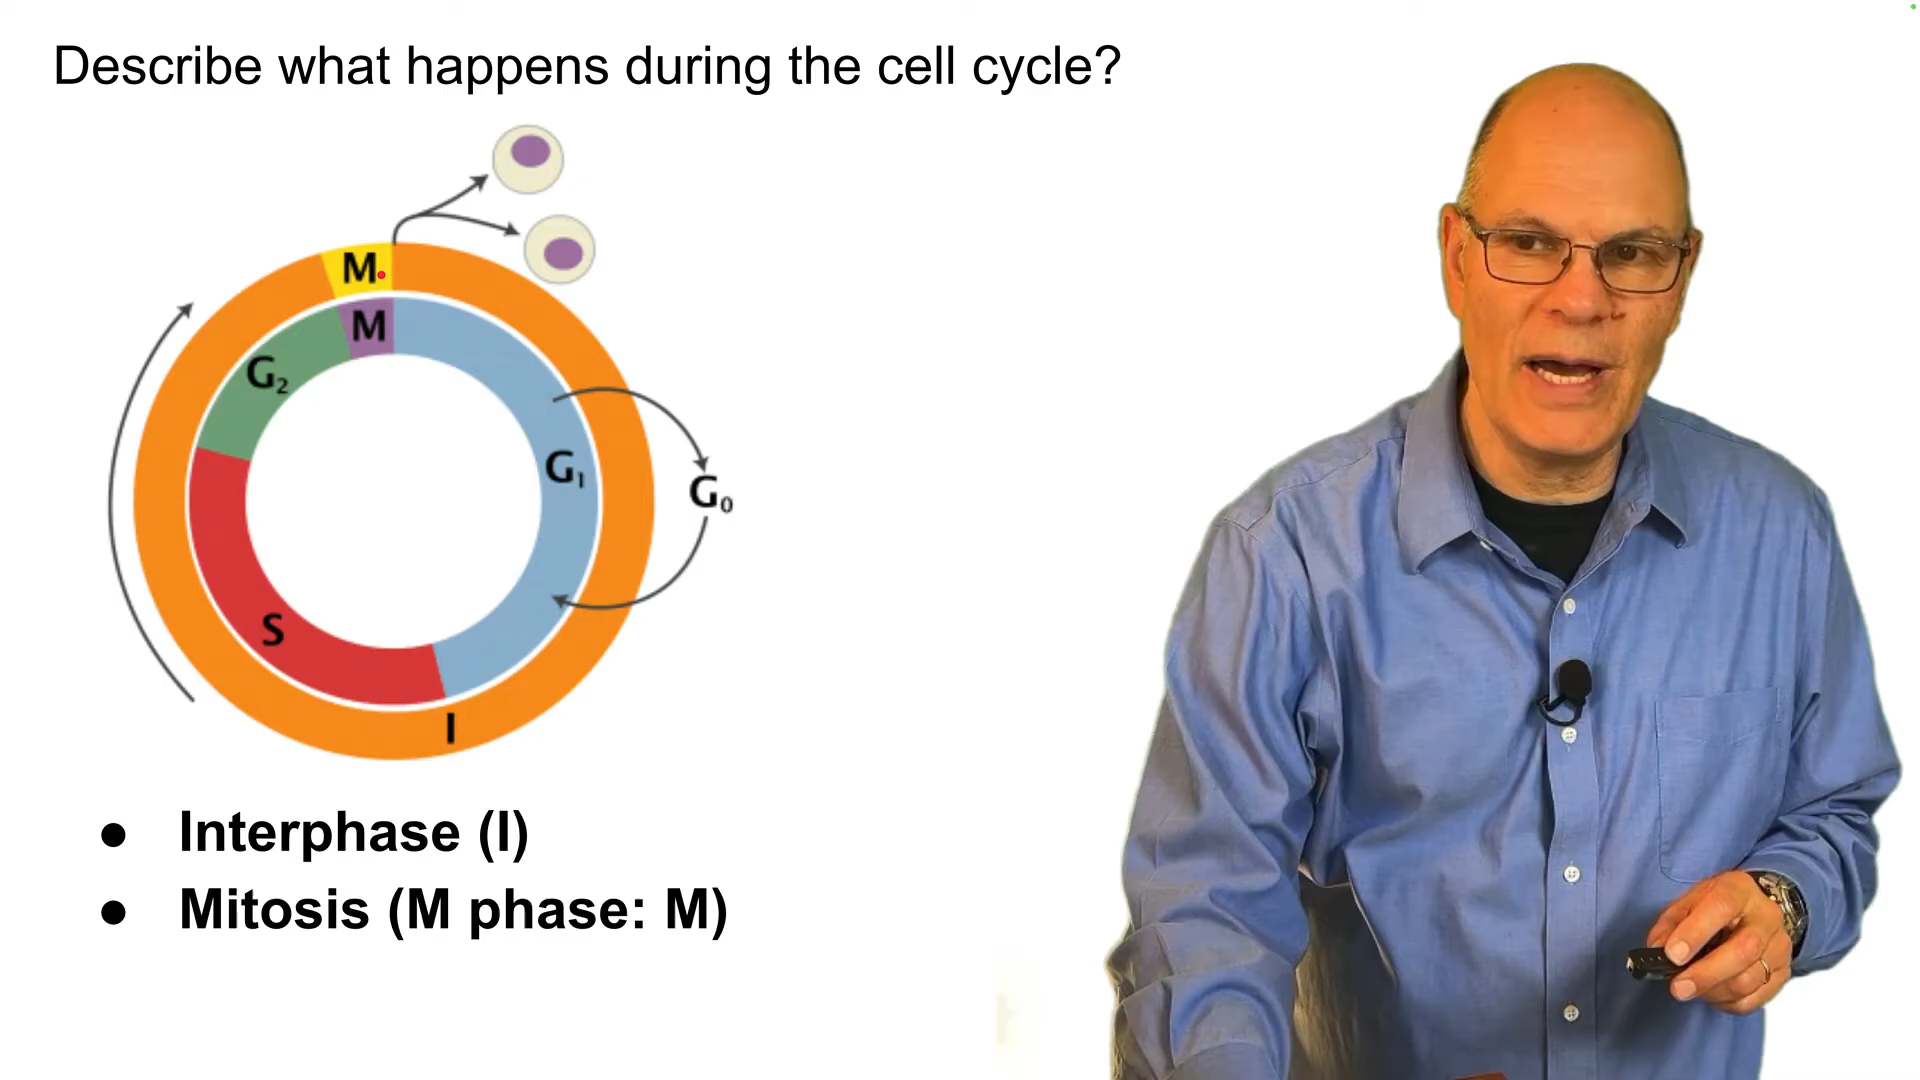 Describe what happens during the cell cycle?
M
M
G₂
G₁
G₀
S
I
● Interphase (I)
● Mitosis (M phase: M)